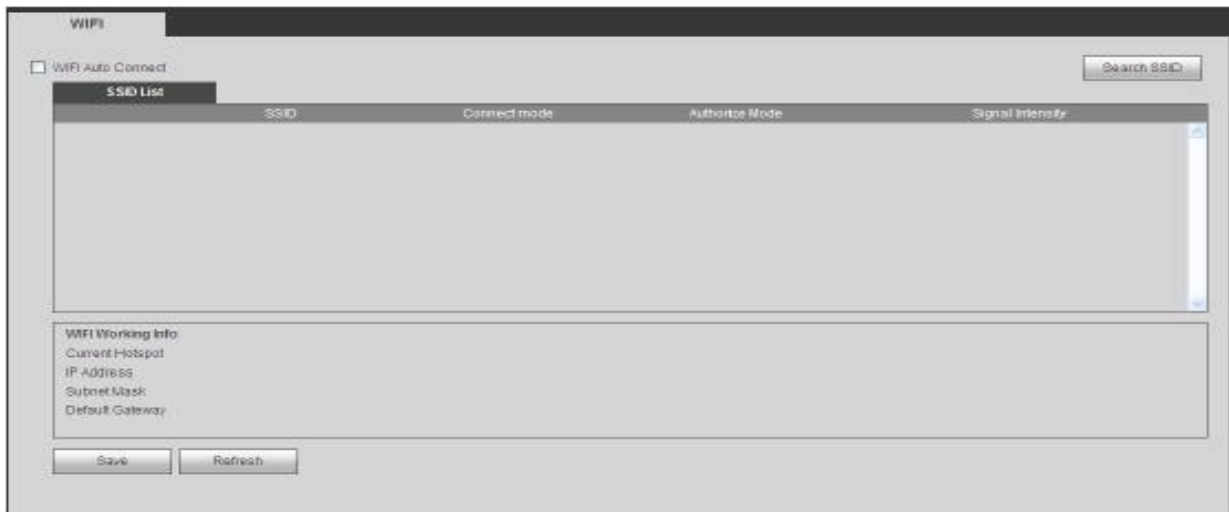 WIFI
WIFI Auto Connect
Search SSID
SSID List
SSID Connect mode Authorize Mode Signal Intensity
WIFI Working Info
Current Hotspot
IP Address
Subnet Mask
Default Gateway
Save Refresh